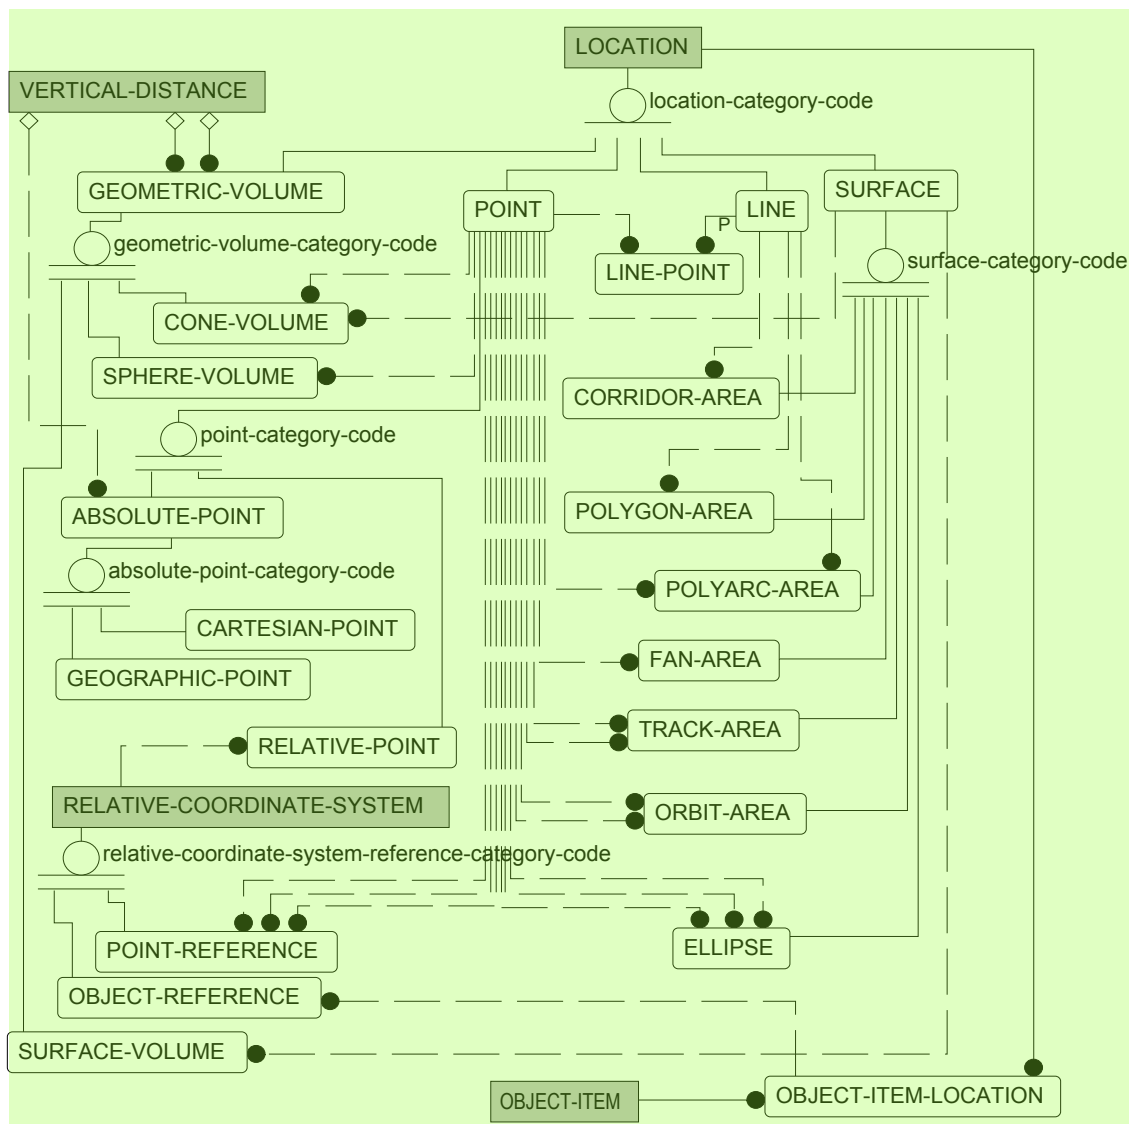 LOCATION
VERTICAL-DISTANCE
location-category-code
GEOMETRIC-VOLUME
SURFACE
POINT
LINE
P
geometric-volume-category-code
surface-category-code
LINE-POINT
CONE-VOLUME
SPHERE-VOLUME
CORRIDOR-AREA
point-category-code
ABSOLUTE-POINT
POLYGON-AREA
absolute-point-category-code
POLYARC-AREA
CARTESIAN-POINT
FAN-AREA
GEOGRAPHIC-POINT
TRACK-AREA
RELATIVE-POINT
RELATIVE-COORDINATE-SYSTEM
ORBIT-AREA
relative-coordinate-system-reference-category-code
POINT-REFERENCE
ELLIPSE
OBJECT-REFERENCE
SURFACE-VOLUME
OBJECT-ITEM
OBJECT-ITEM-LOCATION